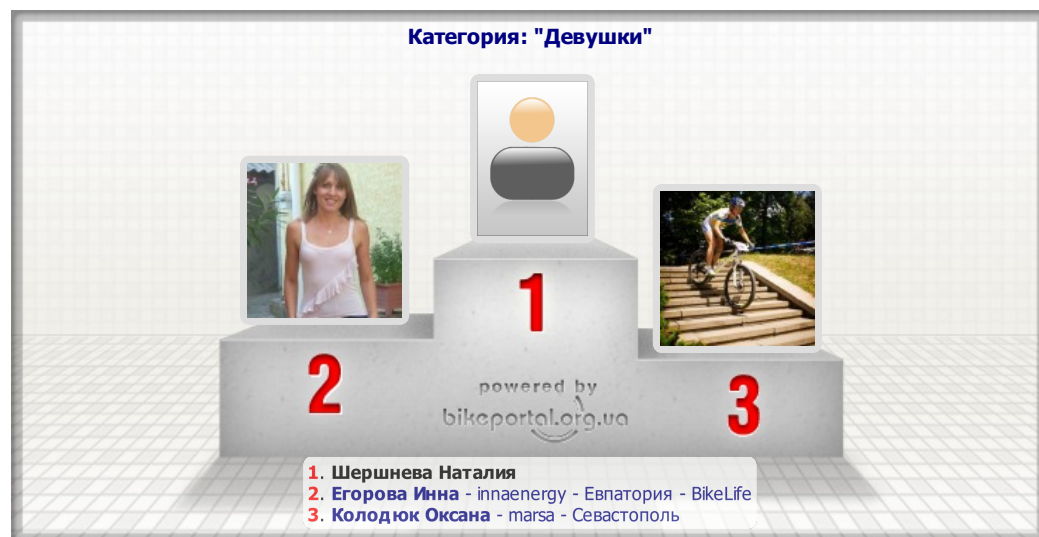 Категория: "Девушки"
1
2
3
powered by
bikeportal.org.ua
1. Шершнева Наталия
2. Егорова Инна - innaenergy - Евпатория - BikeLife
3. Колодюк Оксана - marsa - Севастополь